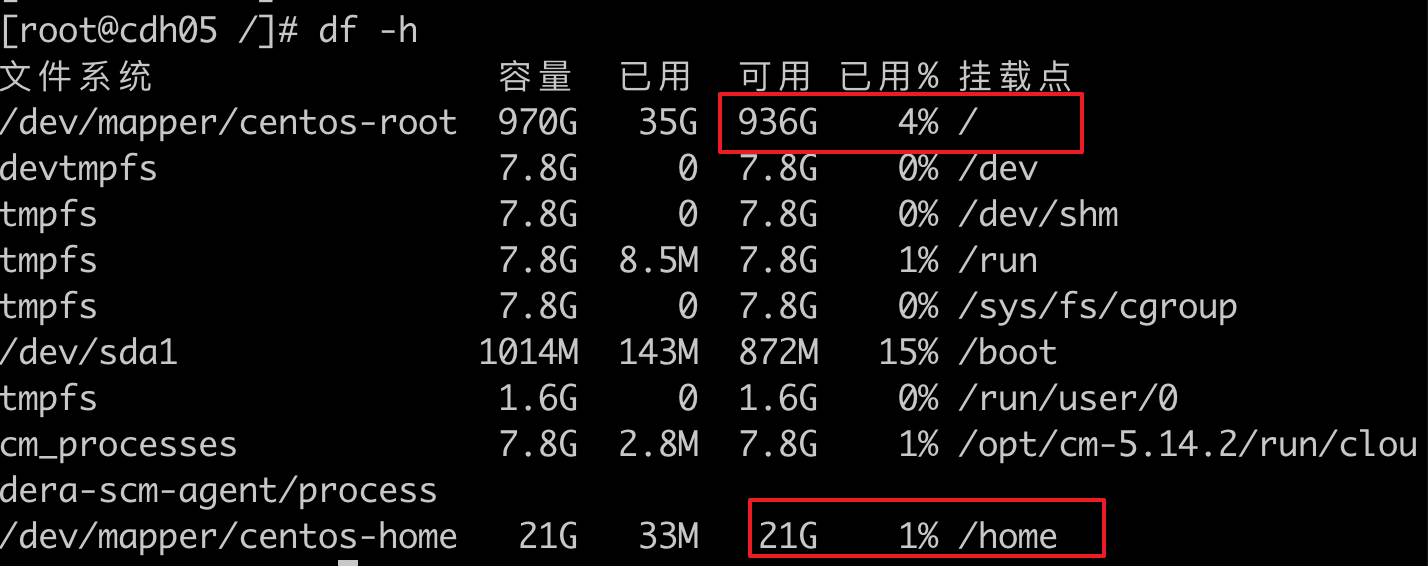 [root@cdh05 /]# df -h
文件系统 容量 已用 可用 已用% 挂载点
/dev/mapper/centos-root 970G 35G 936G 4% /
devtmpfs 7.8G 0 7.8G 0% /dev
tmpfs 7.8G 0 7.8G 0% /dev/shm
tmpfs 7.8G 8.5M 7.8G 1% /run
tmpfs 7.8G 0 7.8G 0% /sys/fs/cgroup
/dev/sda1 1014M 143M 872M 15% /boot
tmpfs 1.6G 0 1.6G 0% /run/user/0
cm_processes 7.8G 2.8M 7.8G 1% /opt/cm-5.14.2/run/clou
dera-scm-agent/process
/dev/mapper/centos-home 21G 33M 21G 1% /home